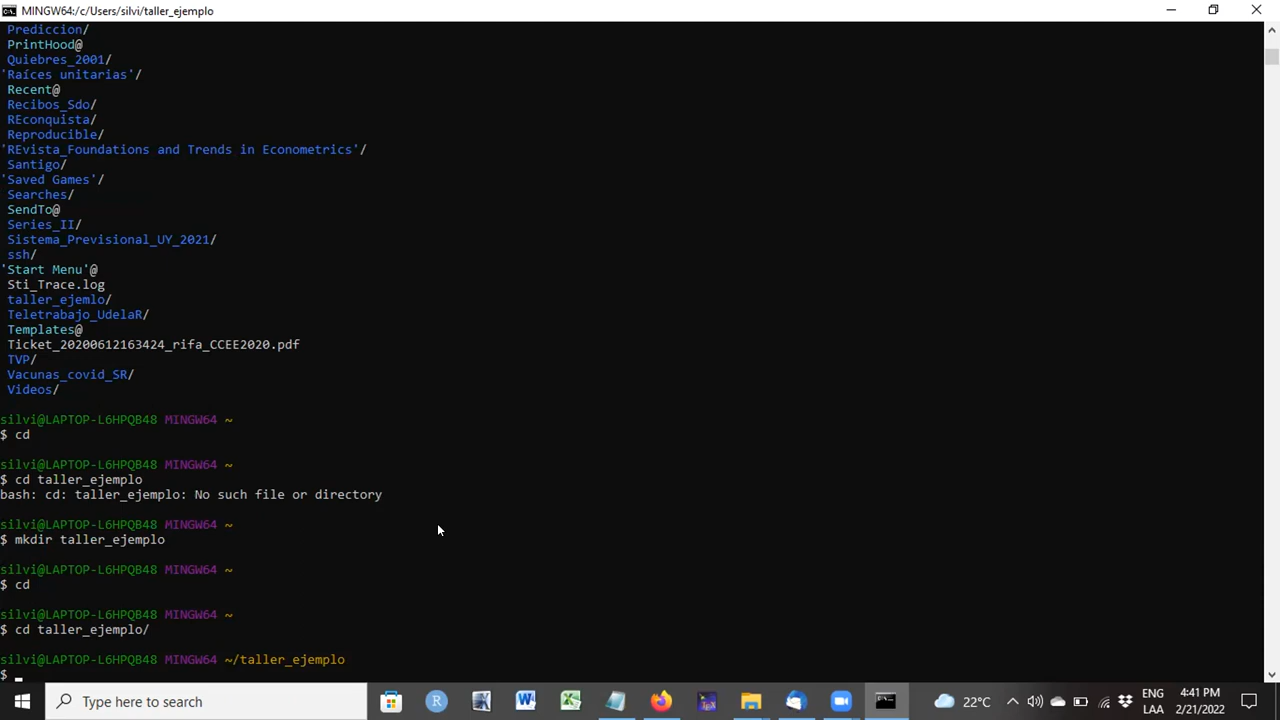 MINGW64:/c/Users/silvi/taller_ejemplo
Prediccion/
PrintHood@
Quiebres_2001/
'Raíces unitarias'/
Recent@
Recibos_Sdo/
REconquista/
Reproducible/
'REvista_Foundations and Trends in Econometrics'/
Santigo/
'Saved Games'/
Searches/
SendTo@
Series_II/
Sistema_Previsional_UY_2021/
ssh/
'Start Menu'@
Sti_Trace.log
taller_ejemlo/
Teletrabajo_UdelaR/
Templates@
Ticket_20200612163424_rifa_CCEE2020.pdf
TVP/
Vacunas_covid_SR/
Videos/
silvi@LAPTOP-L6HPQB48 MINGW64 ~
$ cd
silvi@LAPTOP-L6HPQB48 MINGW64 ~
$ cd taller_ejemplo
bash: cd: taller_ejemplo: No such file or directory
silvi@LAPTOP-L6HPQB48 MINGW64 ~
$ mkdir taller_ejemplo
silvi@LAPTOP-L6HPQB48 MINGW64 ~
$ cd
silvi@LAPTOP-L6HPQB48 MINGW64 ~
$ cd taller_ejemplo/
silvi@LAPTOP-L6HPQB48 MINGW64 ~/taller_ejemplo
$
Type here to search
22°C
ENG
LAA
4:41 PM
2/21/2022